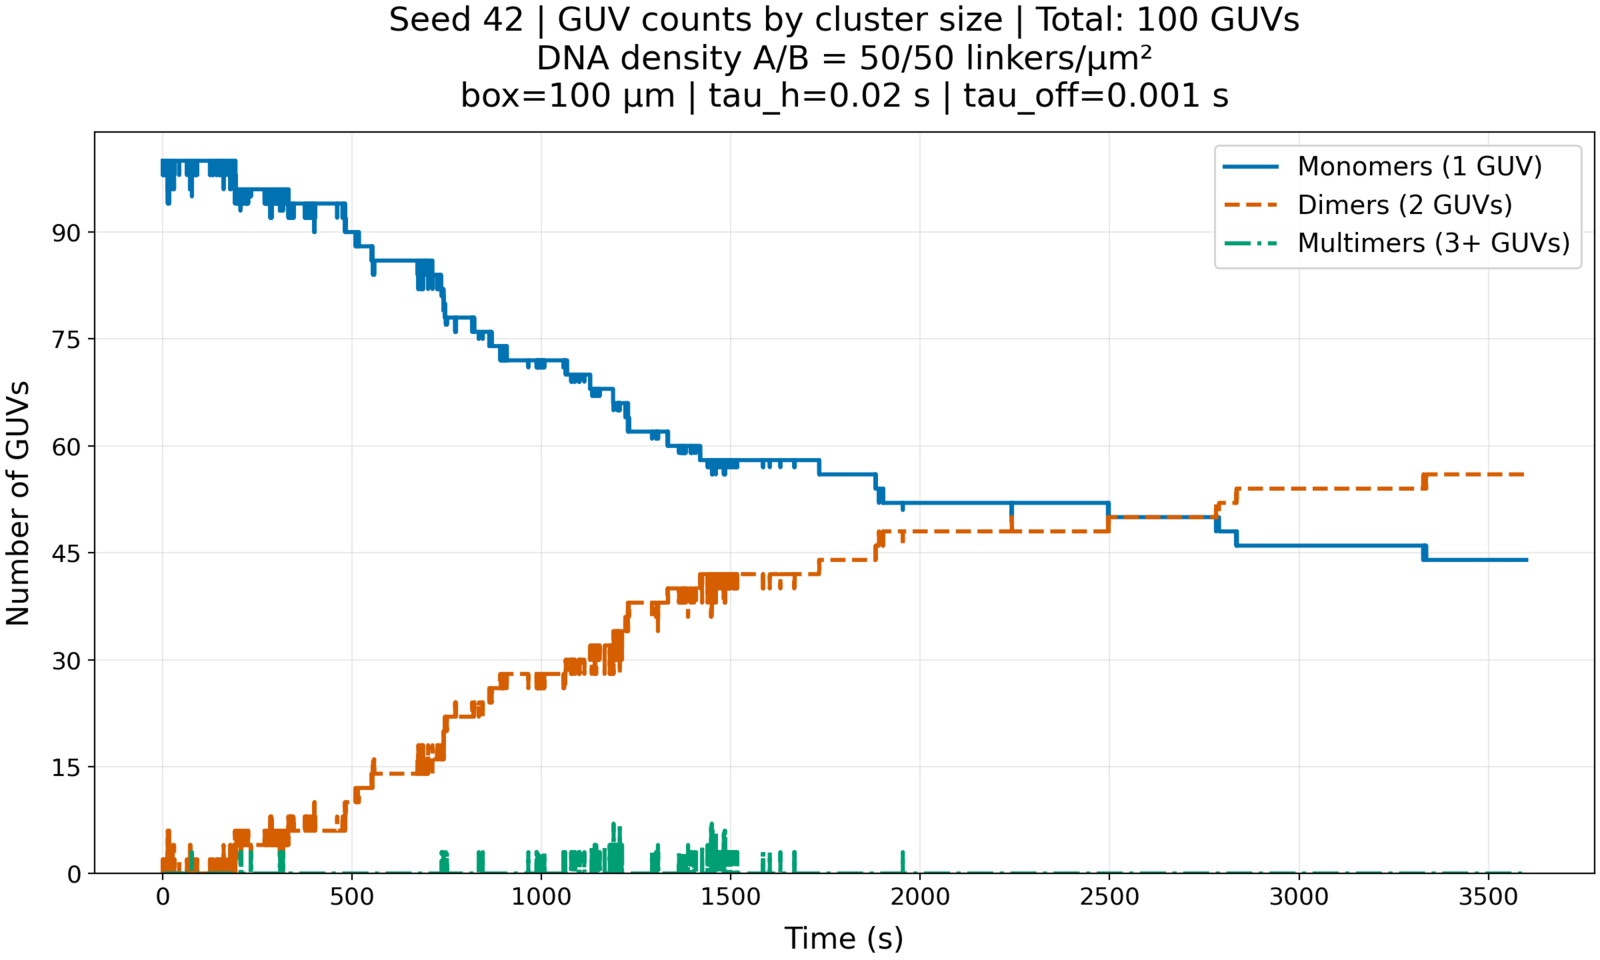 Seed 42 | GUV counts by cluster size | Total: 100 GUVs
DNA density A/B = 50/50 linkers/µm²
box=100 µm | tau_h=0.02 s | tau_off=0.001 s
Monomers (1 GUV)
Dimers (2 GUVs)
Multimers (3+ GUVs)
Number of GUVs
90
75
60
45
30
15
0
0 500 1000 1500 2000 2500 3000 3500
Time (s)